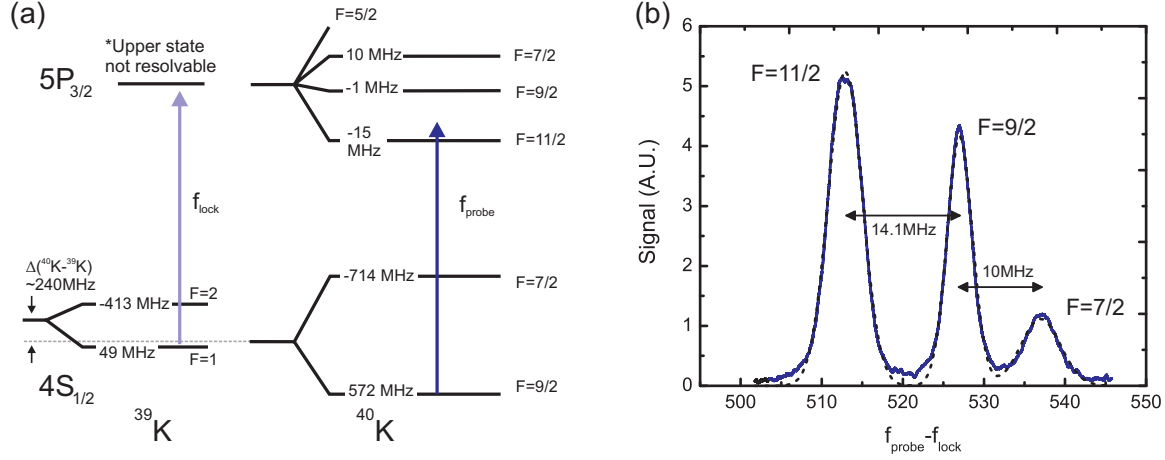 (a)
*Upper state
not resolvable
5P3/2
F=5/2
10 MHz
F=7/2
-1 MHz
F=9/2
-15
MHz
F=11/2
flock
fprobe
Δ(⁴⁰K-³⁹K)
~240MHz
-413 MHz
F=2
49 MHz
F=1
4S1/2
-714 MHz
F=7/2
572 MHz
F=9/2
³⁹K
⁴⁰K
(b)
Signal (A.U.)
6
5
4
3
2
1
0
F=11/2
F=9/2
14.1MHz
10MHz
F=7/2
500
510
520
530
540
550
fprobe-flock